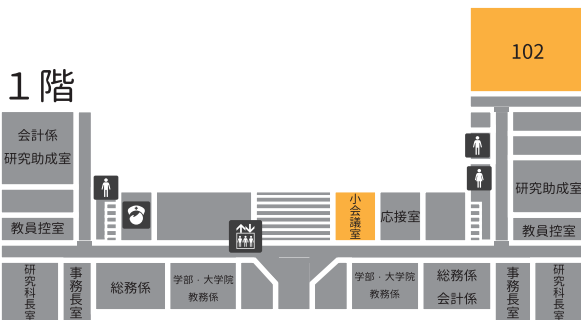 102
1階
会計係
研究助成室
教員控室
小会議室
応接室
研究助成室
教員控室
研究科長室
事務長室
総務係
学部・大学院
教務係
学部・大学院
教務係
総務係
会計係
事務長室
研究科長室